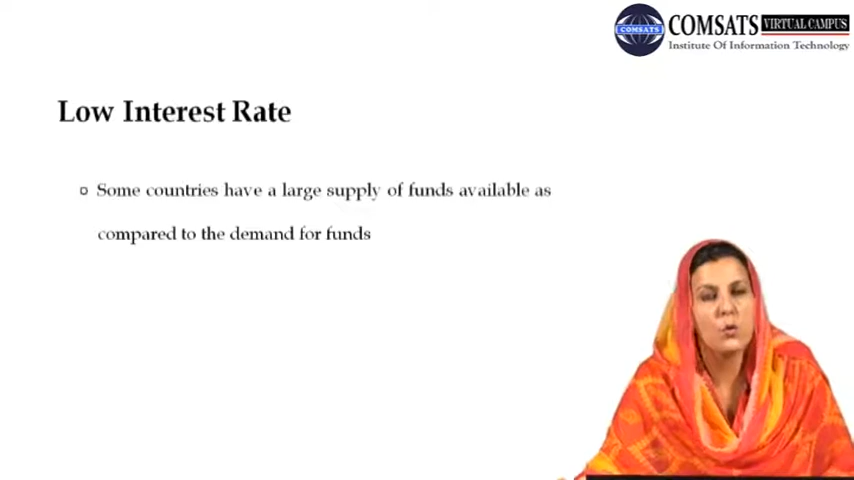 COMSATS
COMSATS VIRTUAL CAMPUS
Institute Of Information Technology
Low Interest Rate
Some countries have a large supply of funds available as
compared to the demand for funds